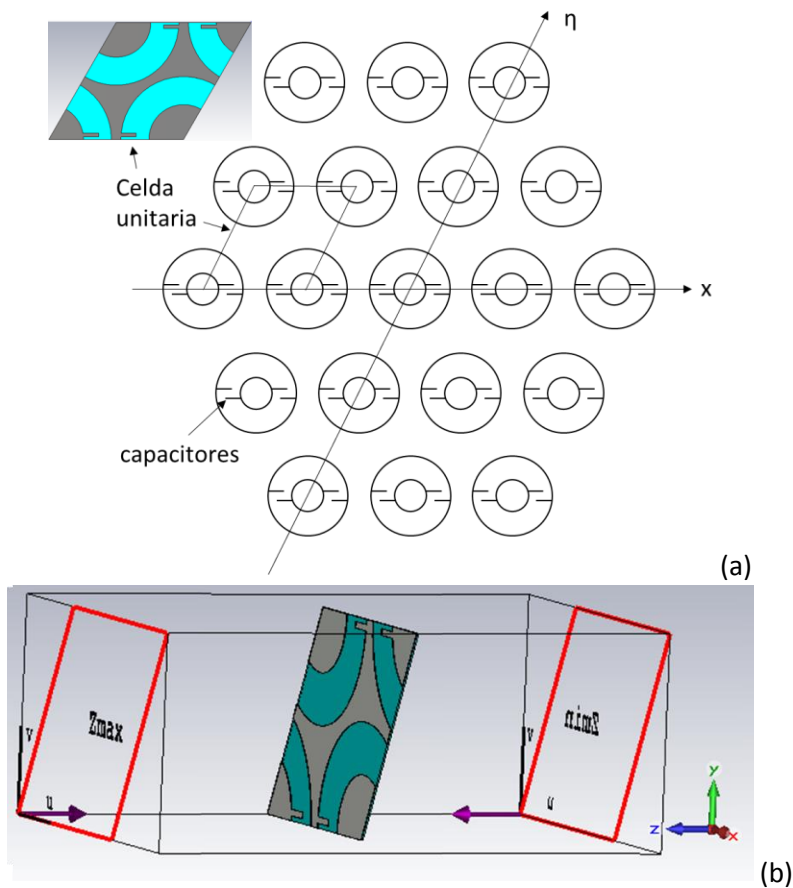 η
Celda
unitaria
x
capacitores
(a)
Zmax
Zmin
v
v
u
u
y
z
x
(b)